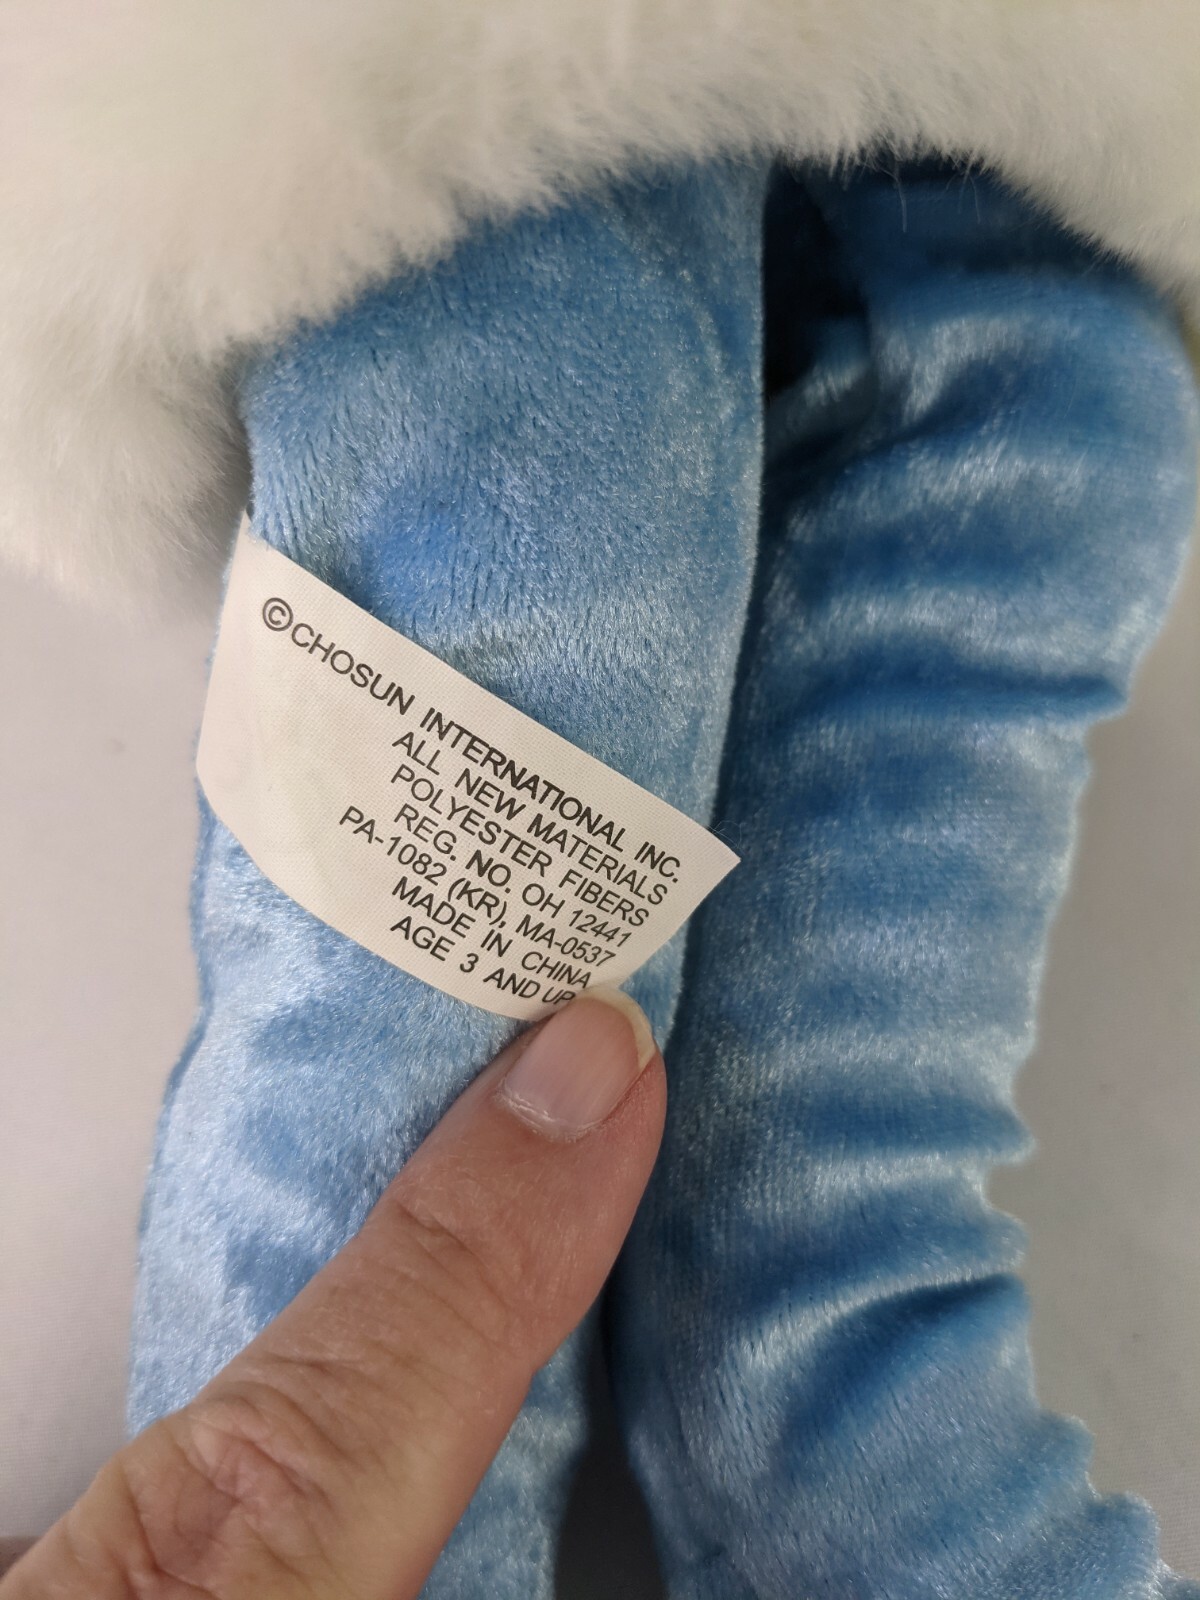 ©CHOSUN INTERNATIONAL INC.
ALL NEW MATERIALS
POLYESTER FIBERS
REG. NO. OH 12441
PA-1082 (KR), MA-0537
MADE IN CHINA
AGE 3 AND UP